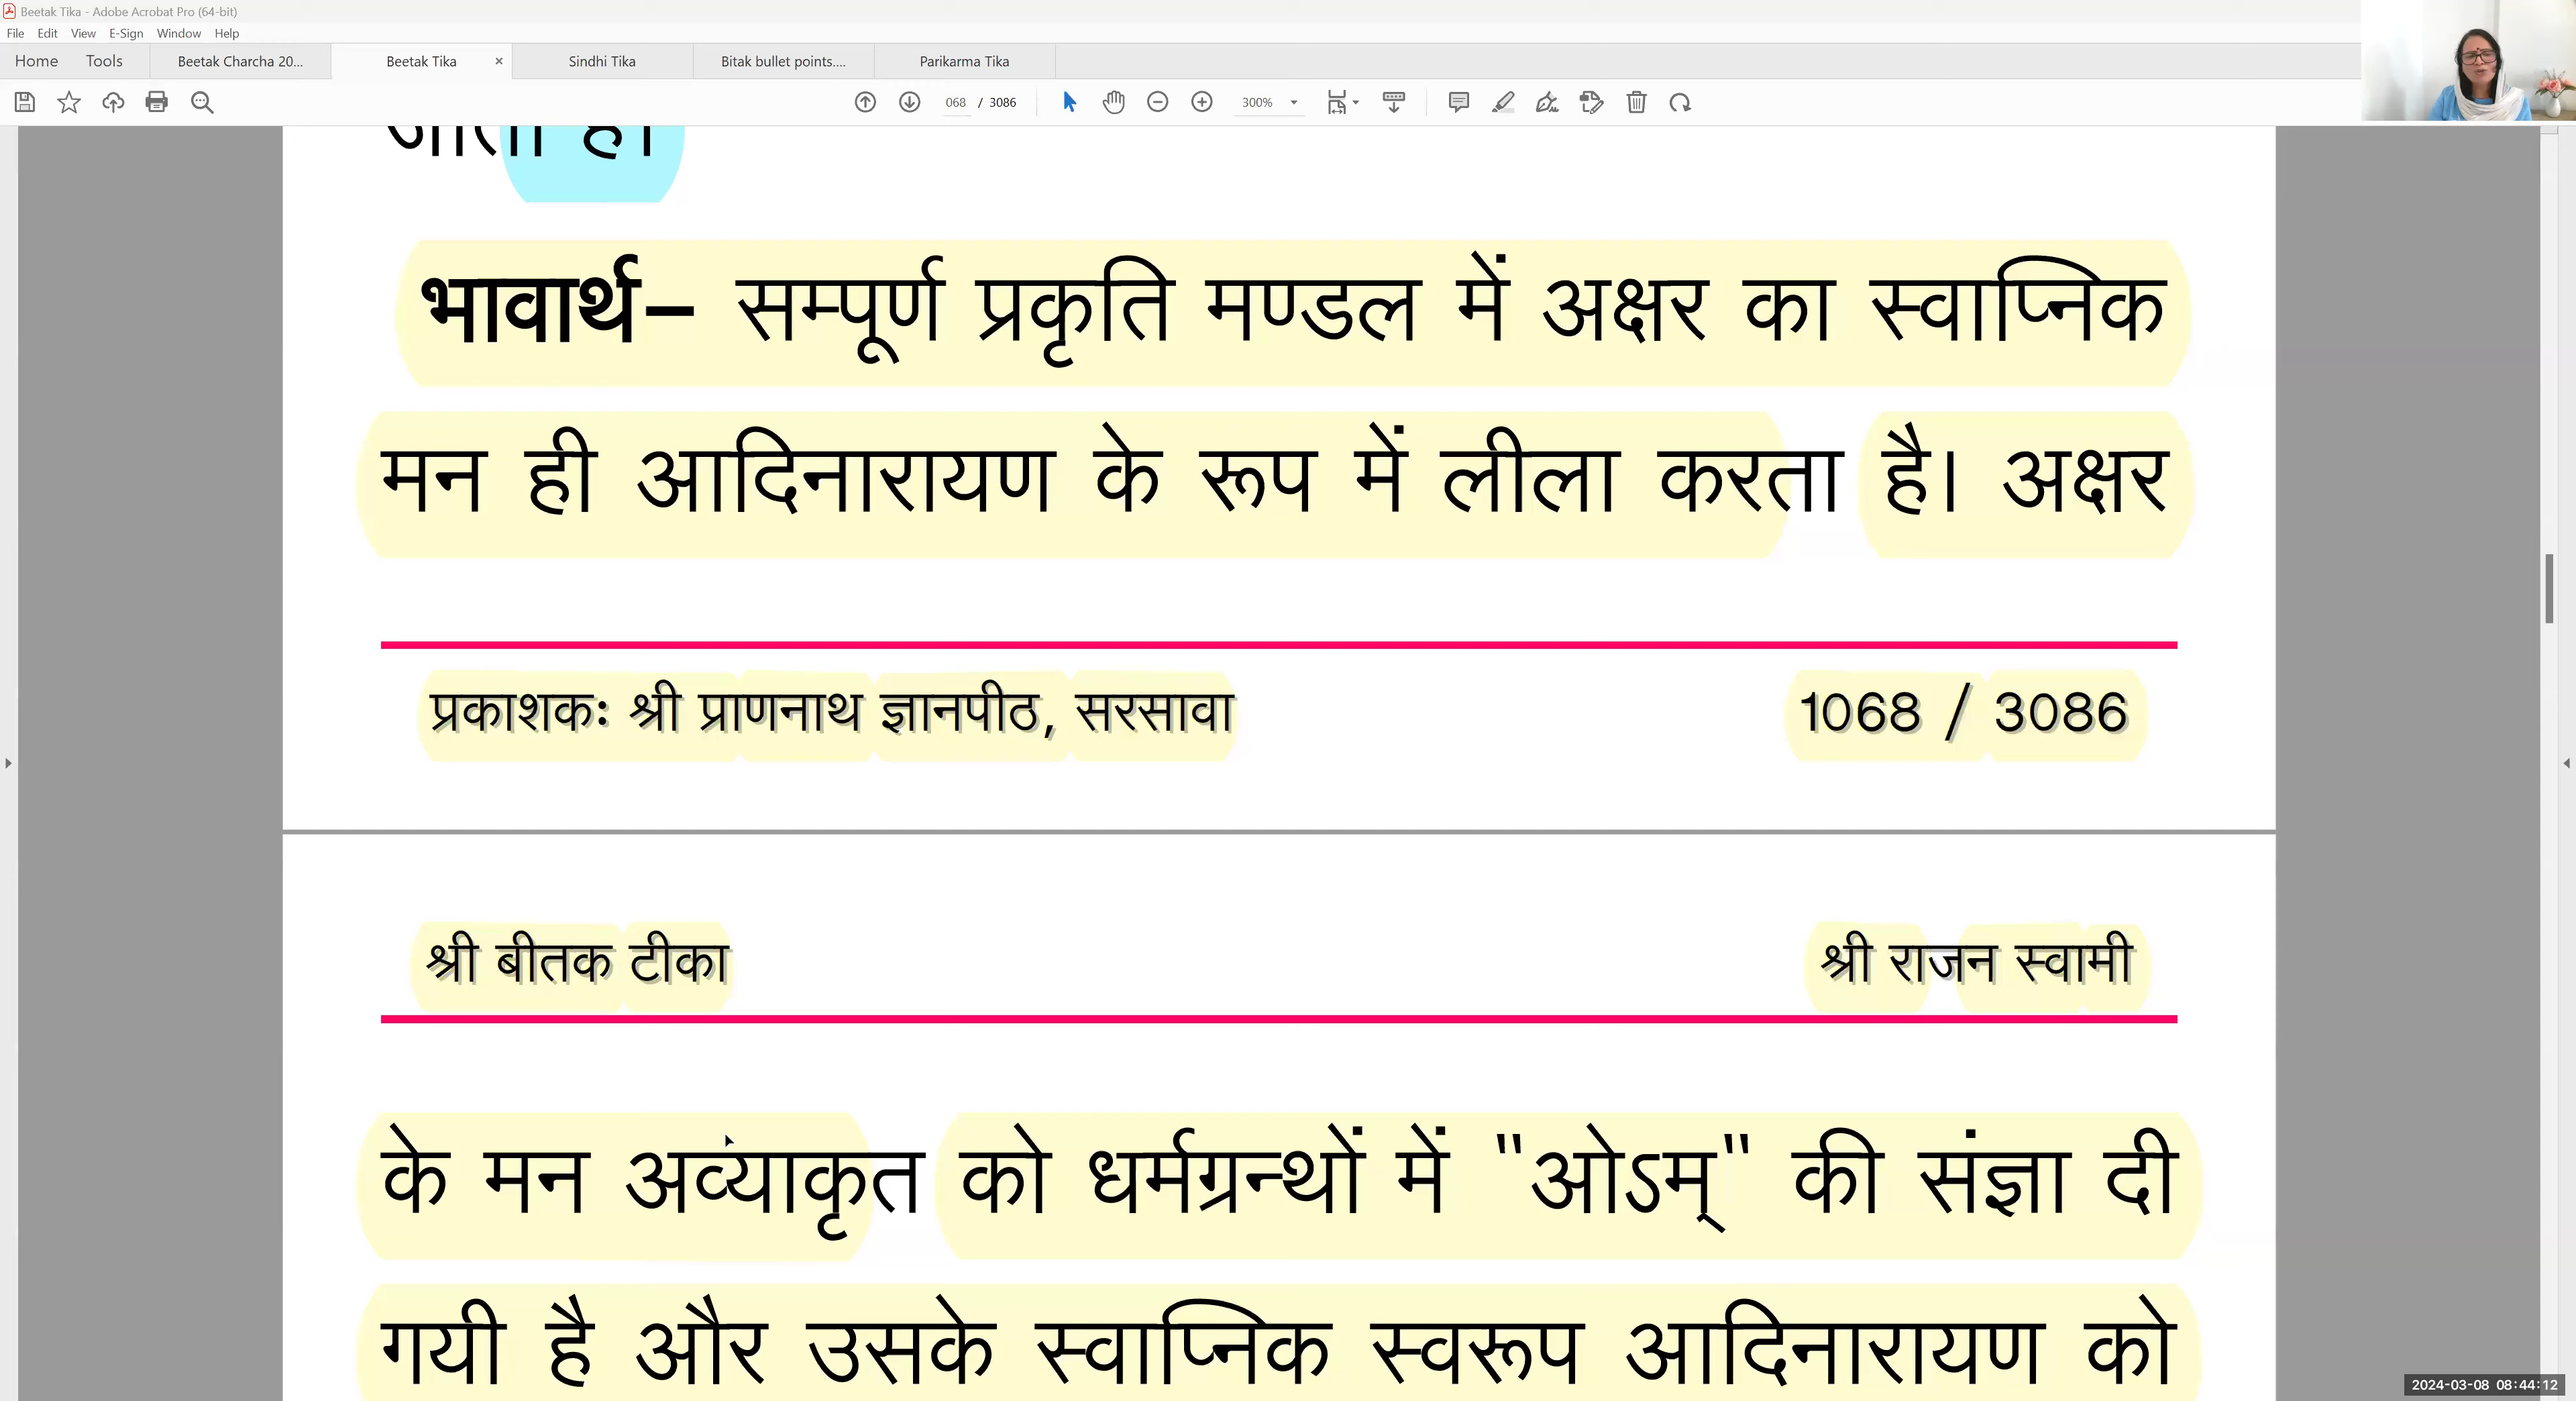 Beetak Tika - Adobe Acrobat Pro (64-bit)
File Edit View E-Sign Window Help
Home Tools Beetak Charcha 20... Beetak Tika × Sindhi Tika Bitak bullet points.... Parikarma Tika
068 / 3086 300%
जाता है।
भावार्थ– सम्पूर्ण प्रकृति मण्डल में अक्षर का स्वाप्निक
मन ही आदिनारायण के रूप में लीला करता है। अक्षर
प्रकाशकः श्री प्राणनाथ ज्ञानपीठ, सरसावा 1068 / 3086
श्री बीतक टीका श्री राजन स्वामी
के मन अव्याकृत को धर्मग्रन्थों में "ओऽम्" की संज्ञा दी
गयी है और उसके स्वाप्निक स्वरूप आदिनारायण को
2024-03-08 08:44:12